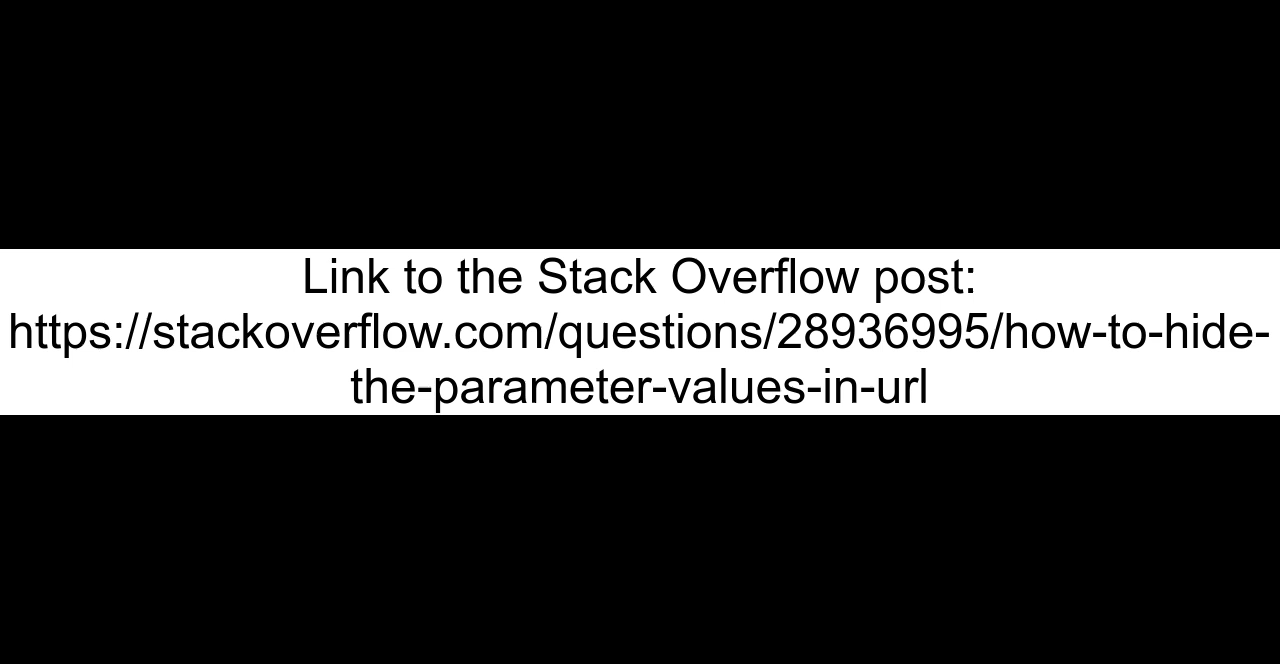 Link to the Stack Overflow post:
https://stackoverflow.com/questions/28936995/how-to-hide-
the-parameter-values-in-url